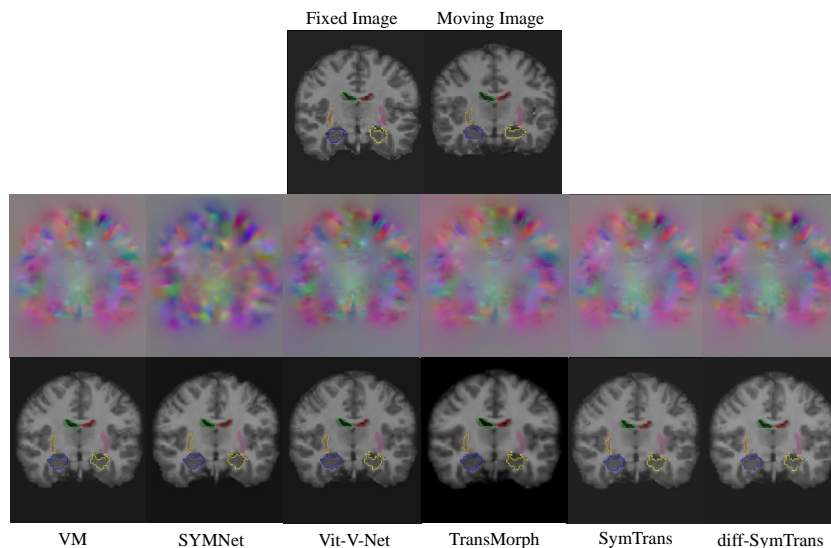 Fixed Image Moving Image
VM SYMNet Vit-V-Net TransMorph SymTrans diff-SymTrans